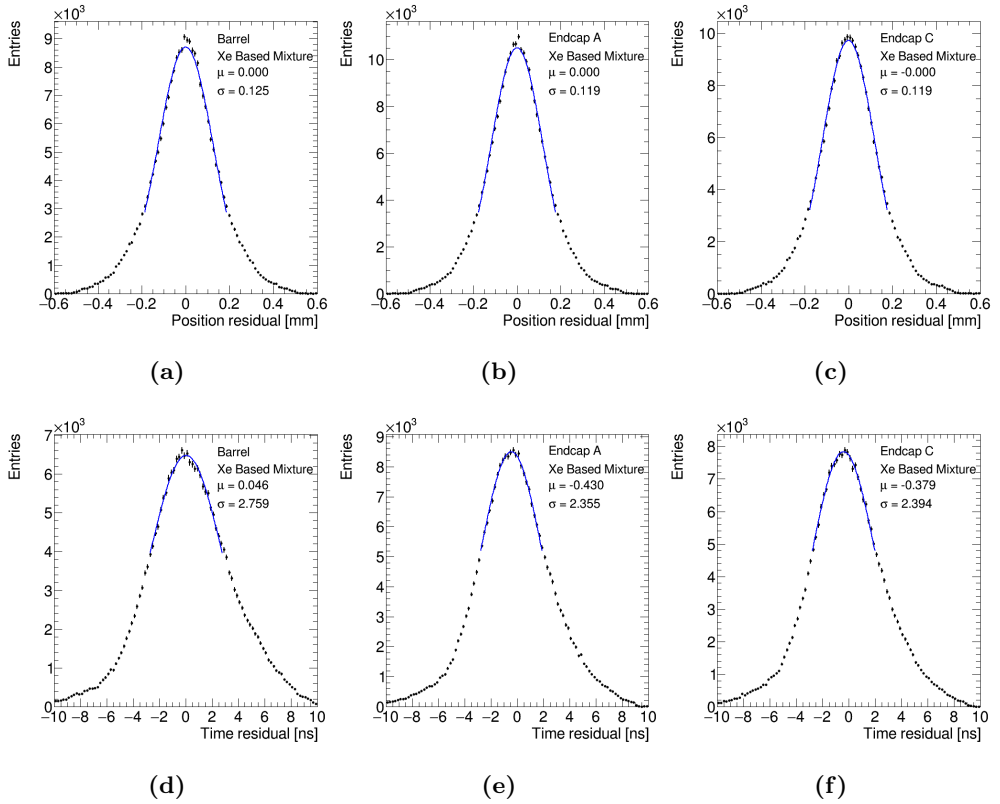 ×10³
Entries
9
8
7
6
5
4
3
2
1
0
Barrel
Xe Based Mixture
μ = 0.000
σ = 0.125
−0.6 −0.4 −0.2 0 0.2 0.4 0.6
Position residual [mm]
(a)
×10³
Entries
10
8
6
4
2
0
Endcap A
Xe Based Mixture
μ = 0.000
σ = 0.119
−0.6 −0.4 −0.2 0 0.2 0.4 0.6
Position residual [mm]
(b)
×10³
Entries
10
8
6
4
2
0
Endcap C
Xe Based Mixture
μ = -0.000
σ = 0.119
−0.6 −0.4 −0.2 0 0.2 0.4 0.6
Position residual [mm]
(c)
×10³
Entries
7
6
5
4
3
2
1
0
Barrel
Xe Based Mixture
μ = 0.046
σ = 2.759
−10 −8 −6 −4 −2 0 2 4 6 8 10
Time residual [ns]
(d)
×10³
Entries
9
8
7
6
5
4
3
2
1
0
Endcap A
Xe Based Mixture
μ = -0.430
σ = 2.355
−10 −8 −6 −4 −2 0 2 4 6 8 10
Time residual [ns]
(e)
×10³
Entries
8
7
6
5
4
3
2
1
0
Endcap C
Xe Based Mixture
μ = -0.379
σ = 2.394
−10 −8 −6 −4 −2 0 2 4 6 8 10
Time residual [ns]
(f)